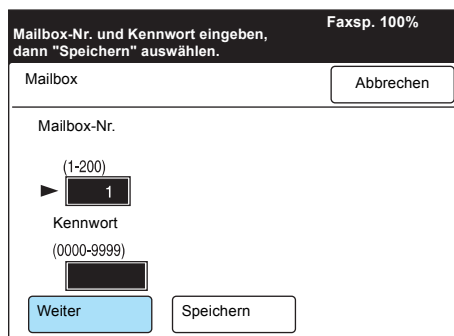 Mailbox-Nr. und Kennwort eingeben,
dann "Speichern" auswählen.
Faxsp. 100%
Mailbox
Abbrechen
Mailbox-Nr.
(1-200)
1
Kennwort
(0000-9999)
Weiter
Speichern